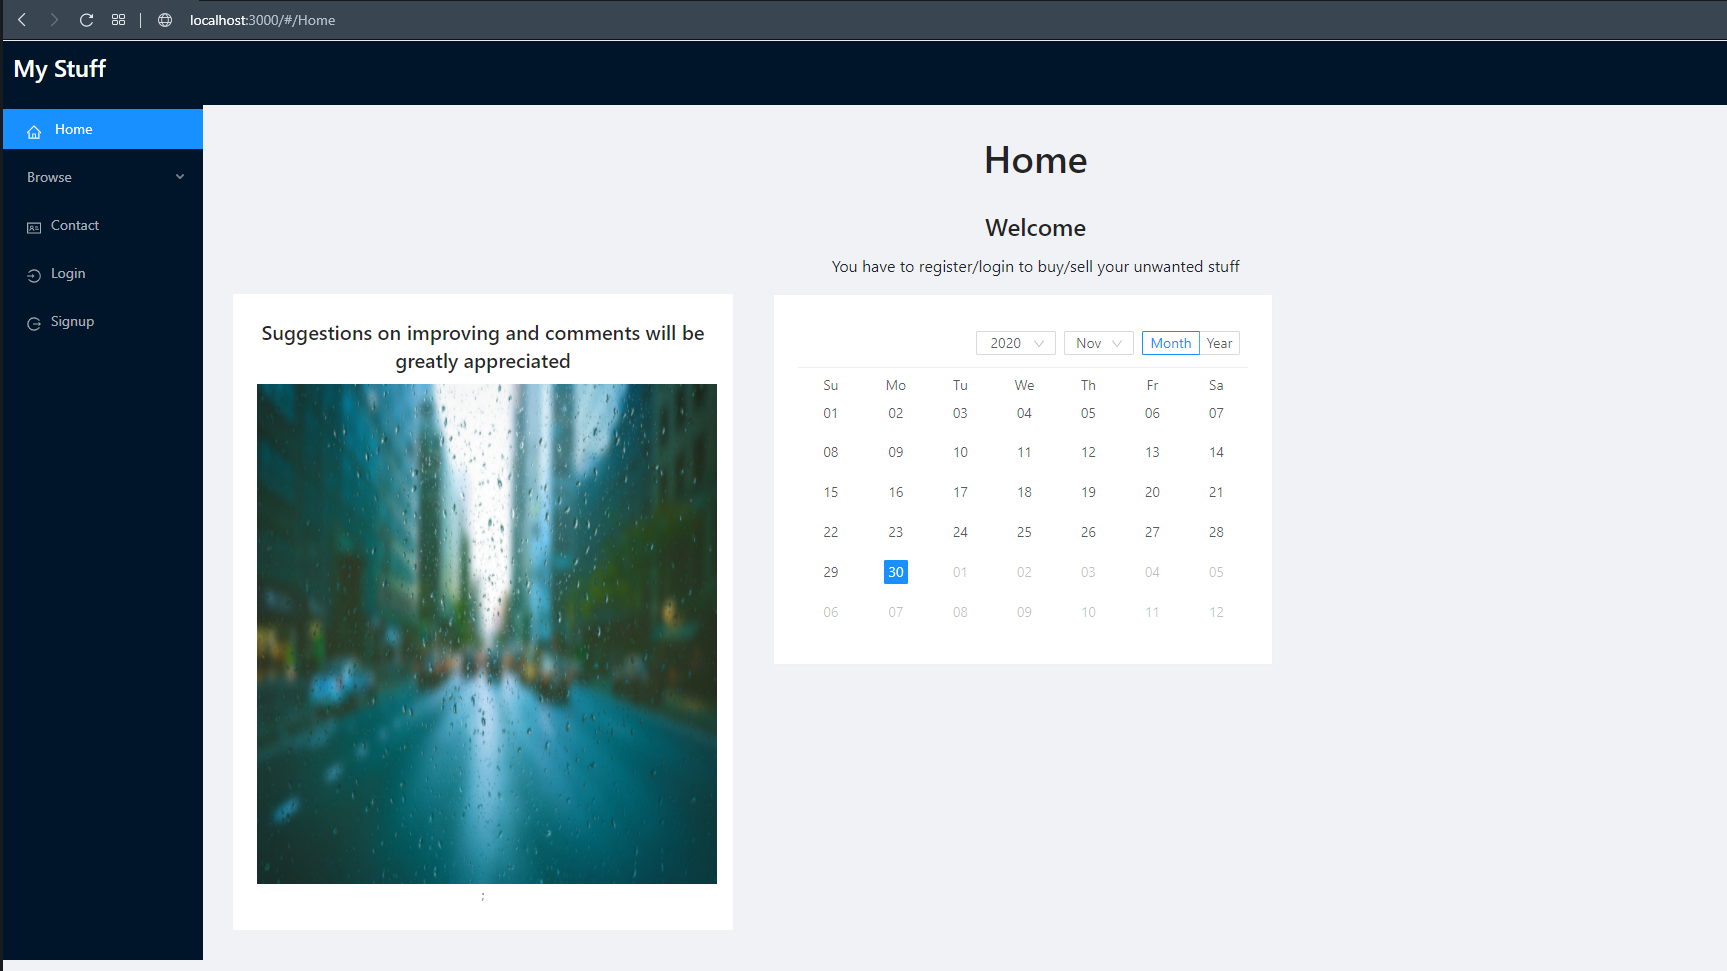 localhost:3000/#/Home
My Stuff
Home
Browse
Contact
Login
Signup
Home
Welcome
You have to register/login to buy/sell your unwanted stuff
Suggestions on improving and comments will be
greatly appreciated
;
2020 Nov Month Year
Su Mo Tu We Th Fr Sa
01 02 03 04 05 06 07
08 09 10 11 12 13 14
15 16 17 18 19 20 21
22 23 24 25 26 27 28
29 30 01 02 03 04 05
06 07 08 09 10 11 12